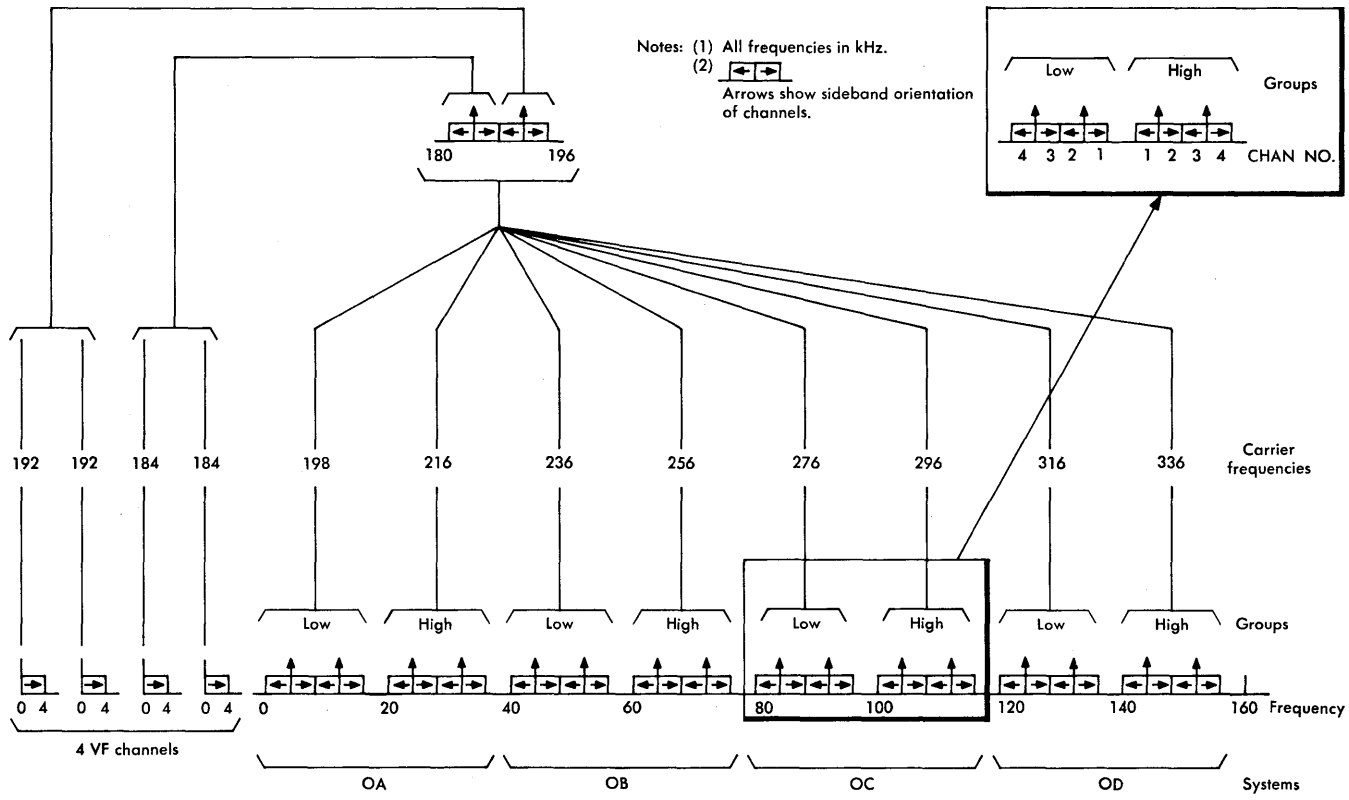 Notes: (1) All frequencies in kHz.
(2)
Arrows show sideband orientation
of channels.
Low High Groups
4 3 2 1 1 2 3 4 CHAN NO.
180 196
192 192 184 184 198 216 236 256 276 296 316 336 Carrier
frequencies
Low High Low High Low High Low High Groups
0 4 0 4 0 4 0 4 0 20 40 60 80 100 120 140 160 Frequency
4 VF channels
OA OB OC OD Systems